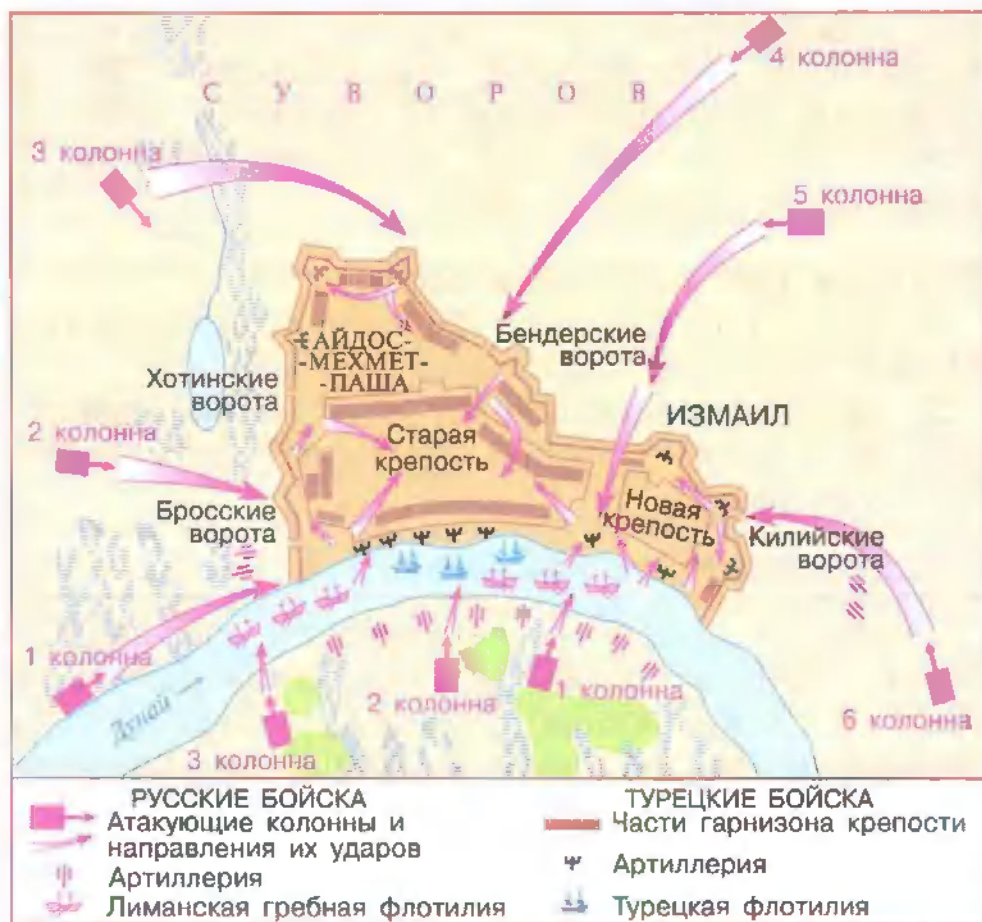 4 колонна
СУВОРОВ
3 колонна
5 колонна
Бендерские
ворота
АЙДОС-
-МЕХМЕТ-
-ПАША
Хотинские
ворота
ИЗМАИЛ
2 колонна
Старая
крепость
Новая
крепость
Бросские
ворота
Килийские
ворота
1 колонна
Дунай
2 колонна
1 колонна
6 колонна
3 колонна
РУССКИЕ ВОЙСКА
Атакующие колонны и
направления их ударов
Артиллерия
Лиманская гребная флотилия
ТУРЕЦКИЕ ВОЙСКА
Части гарнизона крепости
Артиллерия
Турецкая флотилия